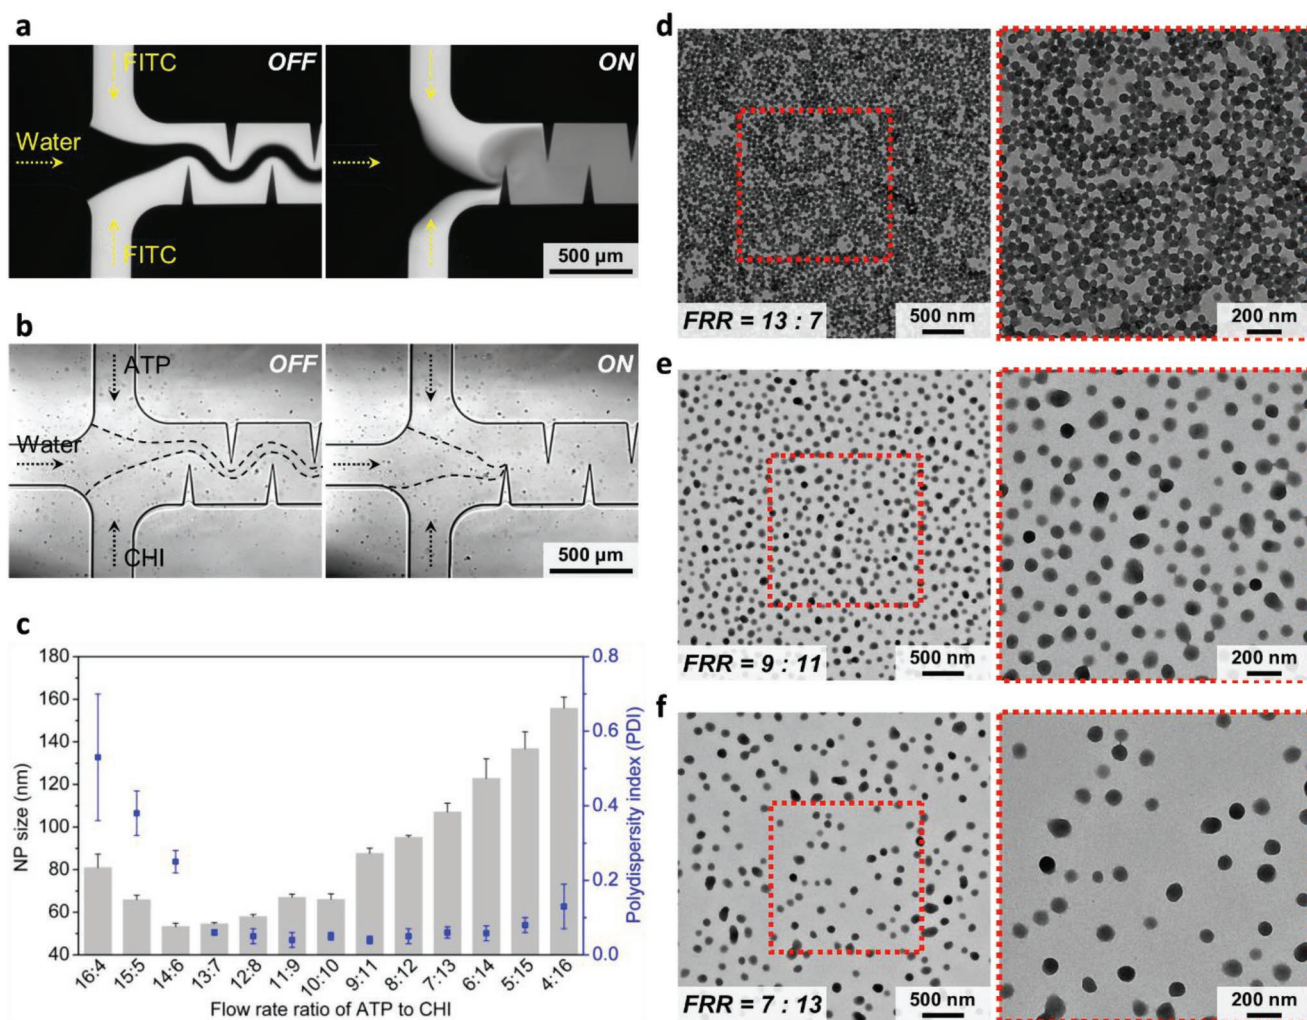 a
FITC
OFF
ON
Water
FITC
500 µm
b
ATP
OFF
ON
Water
CHI
500 µm
c
180
160
140
120
100
80
60
40
NP size (nm)
0.8
0.6
0.4
0.2
0.0
Polydispersity index (PDI)
16:4
15:5
14:6
13:7
12:8
11:9
10:10
9:11
8:12
7:13
6:14
5:15
4:16
Flow rate ratio of ATP to CHI
d
FRR = 13 : 7
500 nm
200 nm
e
FRR = 9 : 11
500 nm
200 nm
f
FRR = 7 : 13
500 nm
200 nm